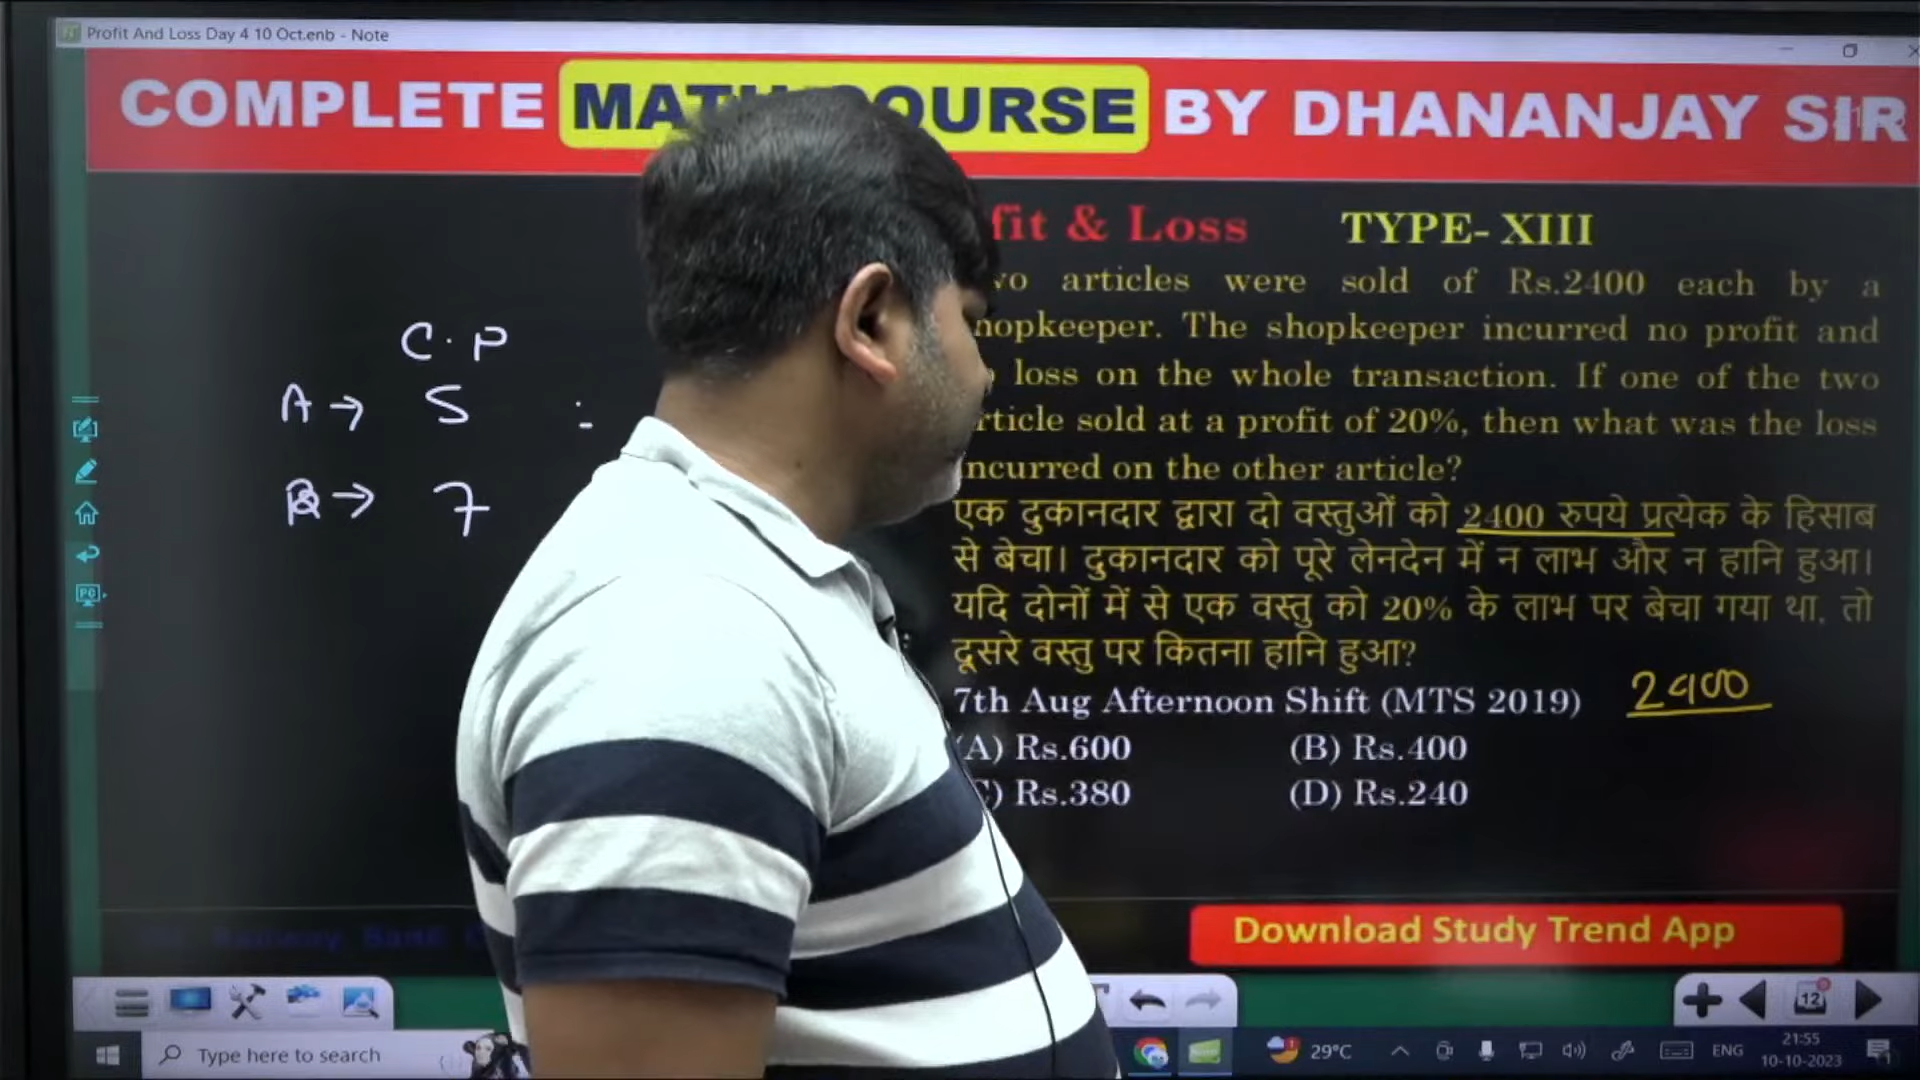 Profit And Loss Day 4 10 Oct.enb - Note
COMPLETE MATH COURSE BY DHANANJAY SIR
fit & Loss TYPE- XIII
wo articles were sold of Rs.2400 each by a
hopkeeper. The shopkeeper incurred no profit and
loss on the whole transaction. If one of the two
rticle sold at a profit of 20%, then what was the loss
ncurred on the other article?
एक दुकानदार द्वारा दो वस्तुओं को 2400 रुपये प्रत्येक के हिसाब
से बेचा। दुकानदार को पूरे लेनदेन में न लाभ और न हानि हुआ।
यदि दोनों में से एक वस्तु को 20% के लाभ पर बेचा गया था, तो
दूसरे वस्तु पर कितना हानि हुआ?
7th Aug Afternoon Shift (MTS 2019)
2400
A) Rs.600 (B) Rs.400
) Rs.380 (D) Rs.240
C.P
A → 5 :
B → 7
Download Study Trend App
12
Type here to search
29°C
ENG
21:55
10-10-2023